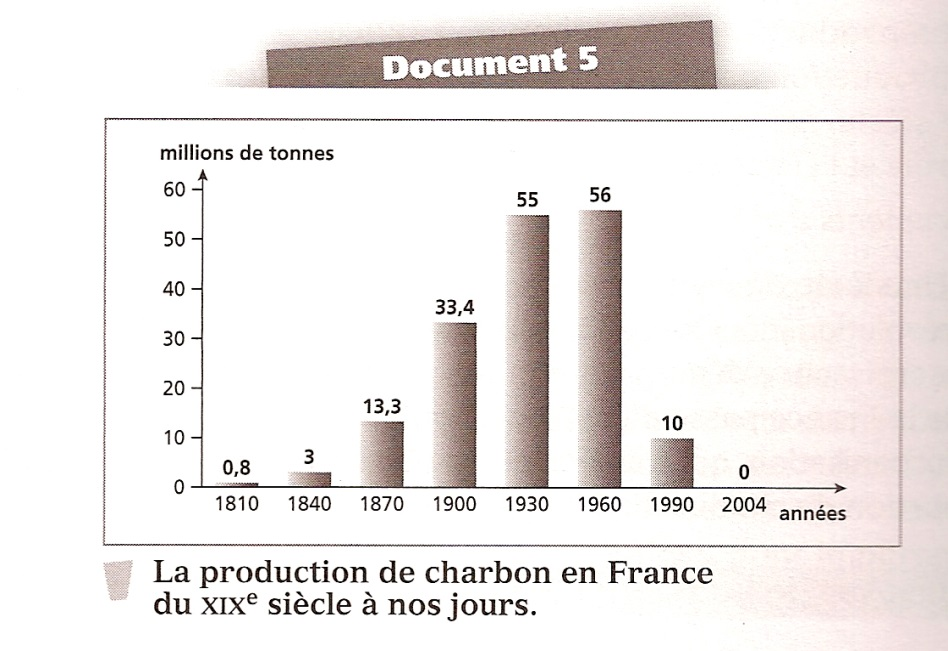 Document 5
millions de tonnes
60
50
40
30
20
10
0
0,8
3
13,3
33,4
55
56
10
0
1810 1840 1870 1900 1930 1960 1990 2004
années
La production de charbon en France
du XIXe siècle à nos jours.